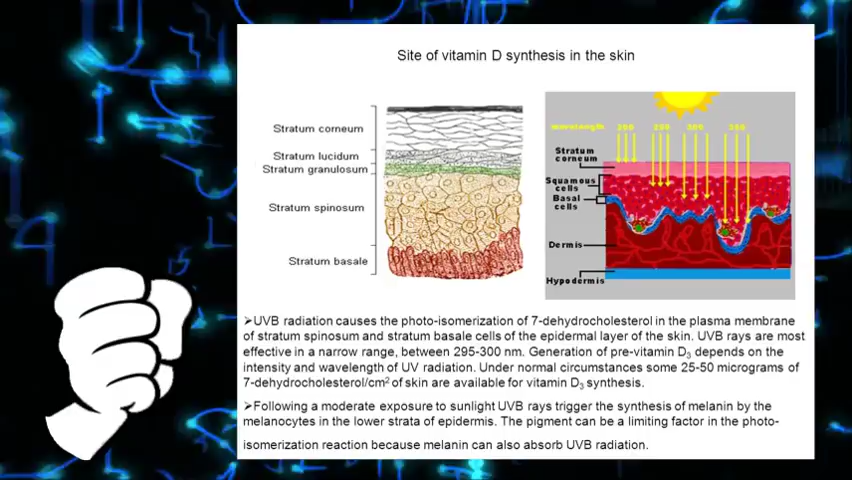 Site of vitamin D synthesis in the skin
Stratum corneum
Stratum lucidum
Stratum granulosum
Stratum spinosum
Stratum basale
wavelength 200 250 300 350
Stratum
corneum
Squamous
cells
Basal
cells
Dermis
Hypodermis
➢UVB radiation causes the photo-isomerization of 7-dehydrocholesterol in the plasma membrane
of stratum spinosum and stratum basale cells of the epidermal layer of the skin. UVB rays are most
effective in a narrow range, between 295-300 nm. Generation of pre-vitamin D3 depends on the
intensity and wavelength of UV radiation. Under normal circumstances some 25-50 micrograms of
7-dehydrocholesterol/cm2 of skin are available for vitamin D3 synthesis.
➢Following a moderate exposure to sunlight UVB rays trigger the synthesis of melanin by the
melanocytes in the lower strata of epidermis. The pigment can be a limiting factor in the photo-
isomerization reaction because melanin can also absorb UVB radiation.